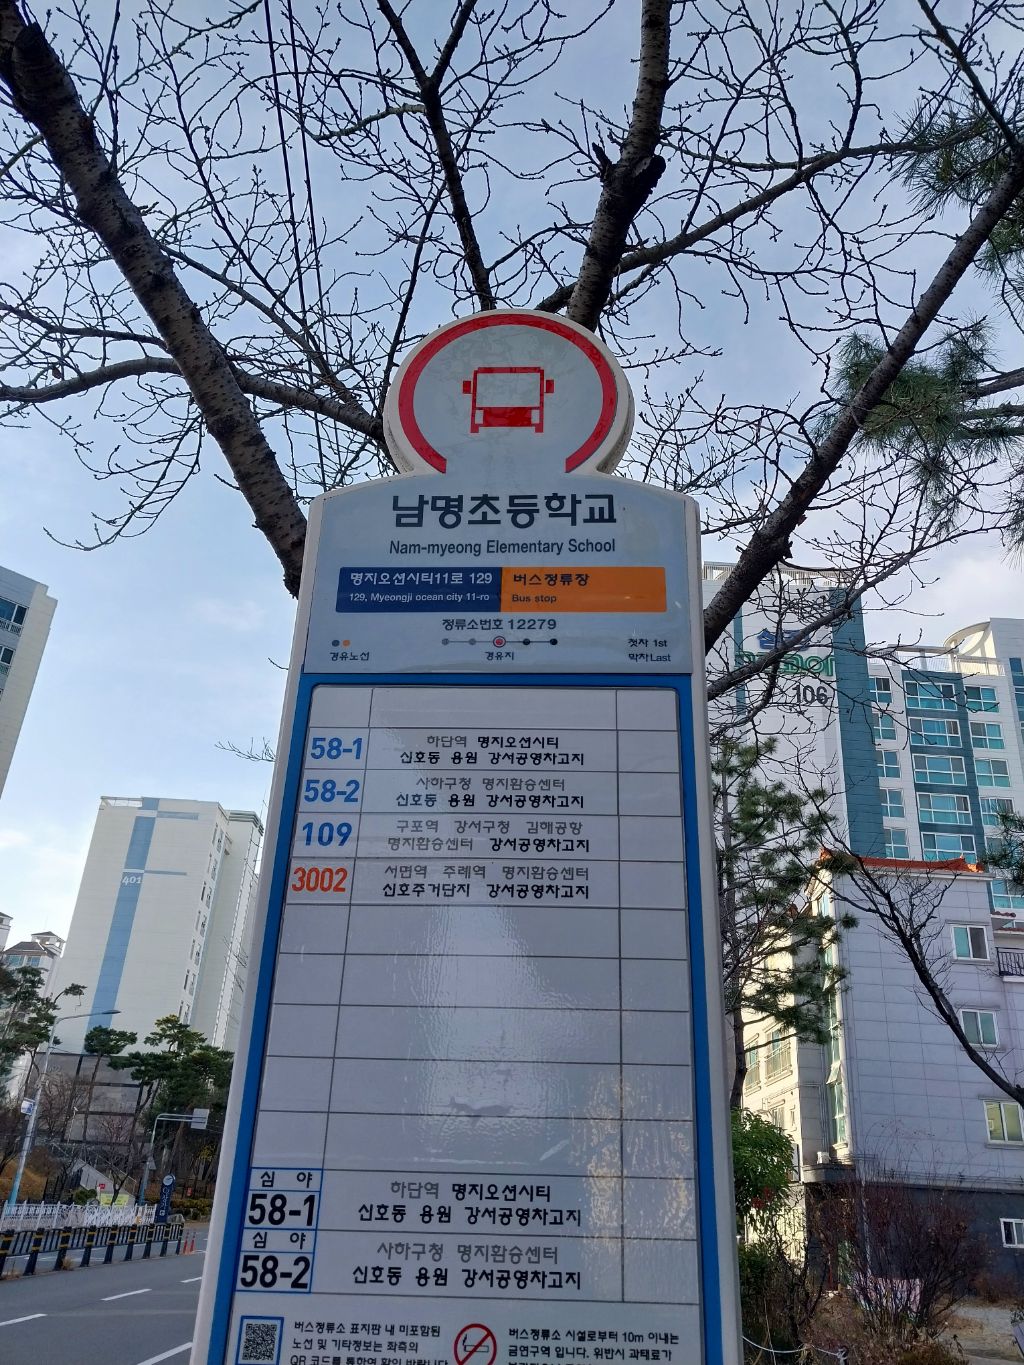 남명초등학교
Nam-myeong Elementary School
명지오션시티11로 129 버스정류장
129, Myeongji ocean city 11-ro Bus stop
정류소번호 12279
경유노선 경유지 첫차 1st
막차 Last
58-1 하단역 명지오션시티
신호동 용원 강서공영차고지
58-2 사하구청 명지환승센터
신호동 용원 강서공영차고지
109 구포역 강서구청 김해공항
명지환승센터 강서공영차고지
3002 서면역 주례역 명지환승센터
신호주거단지 강서공영차고지
심야
58-1 하단역 명지오션시티
신호동 용원 강서공영차고지
심야
58-2 사하구청 명지환승센터
신호동 용원 강서공영차고지
버스정류소 표지판 내 미포함된
노선 및 기타정보는 좌측의
버스정류소 시설로부터 10m 이내는
금연구역 입니다. 위반시 과태료가
106
401